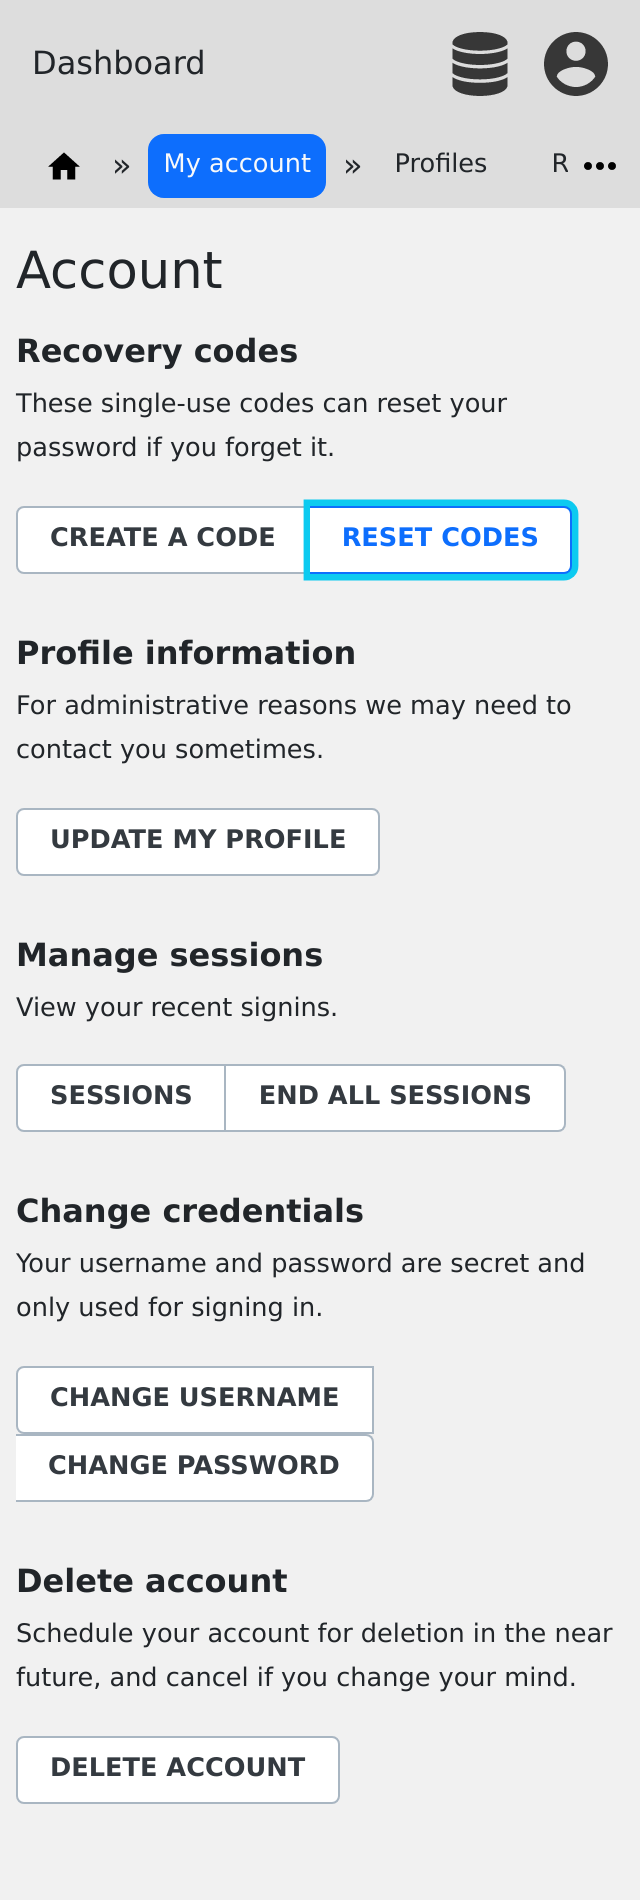 Dashboard
» My account » Profiles R •••
Account
Recovery codes
These single-use codes can reset your
password if you forget it.
CREATE A CODE RESET CODES
Profile information
For administrative reasons we may need to
contact you sometimes.
UPDATE MY PROFILE
Manage sessions
View your recent signins.
SESSIONS END ALL SESSIONS
Change credentials
Your username and password are secret and
only used for signing in.
CHANGE USERNAME
CHANGE PASSWORD
Delete account
Schedule your account for deletion in the near
future, and cancel if you change your mind.
DELETE ACCOUNT